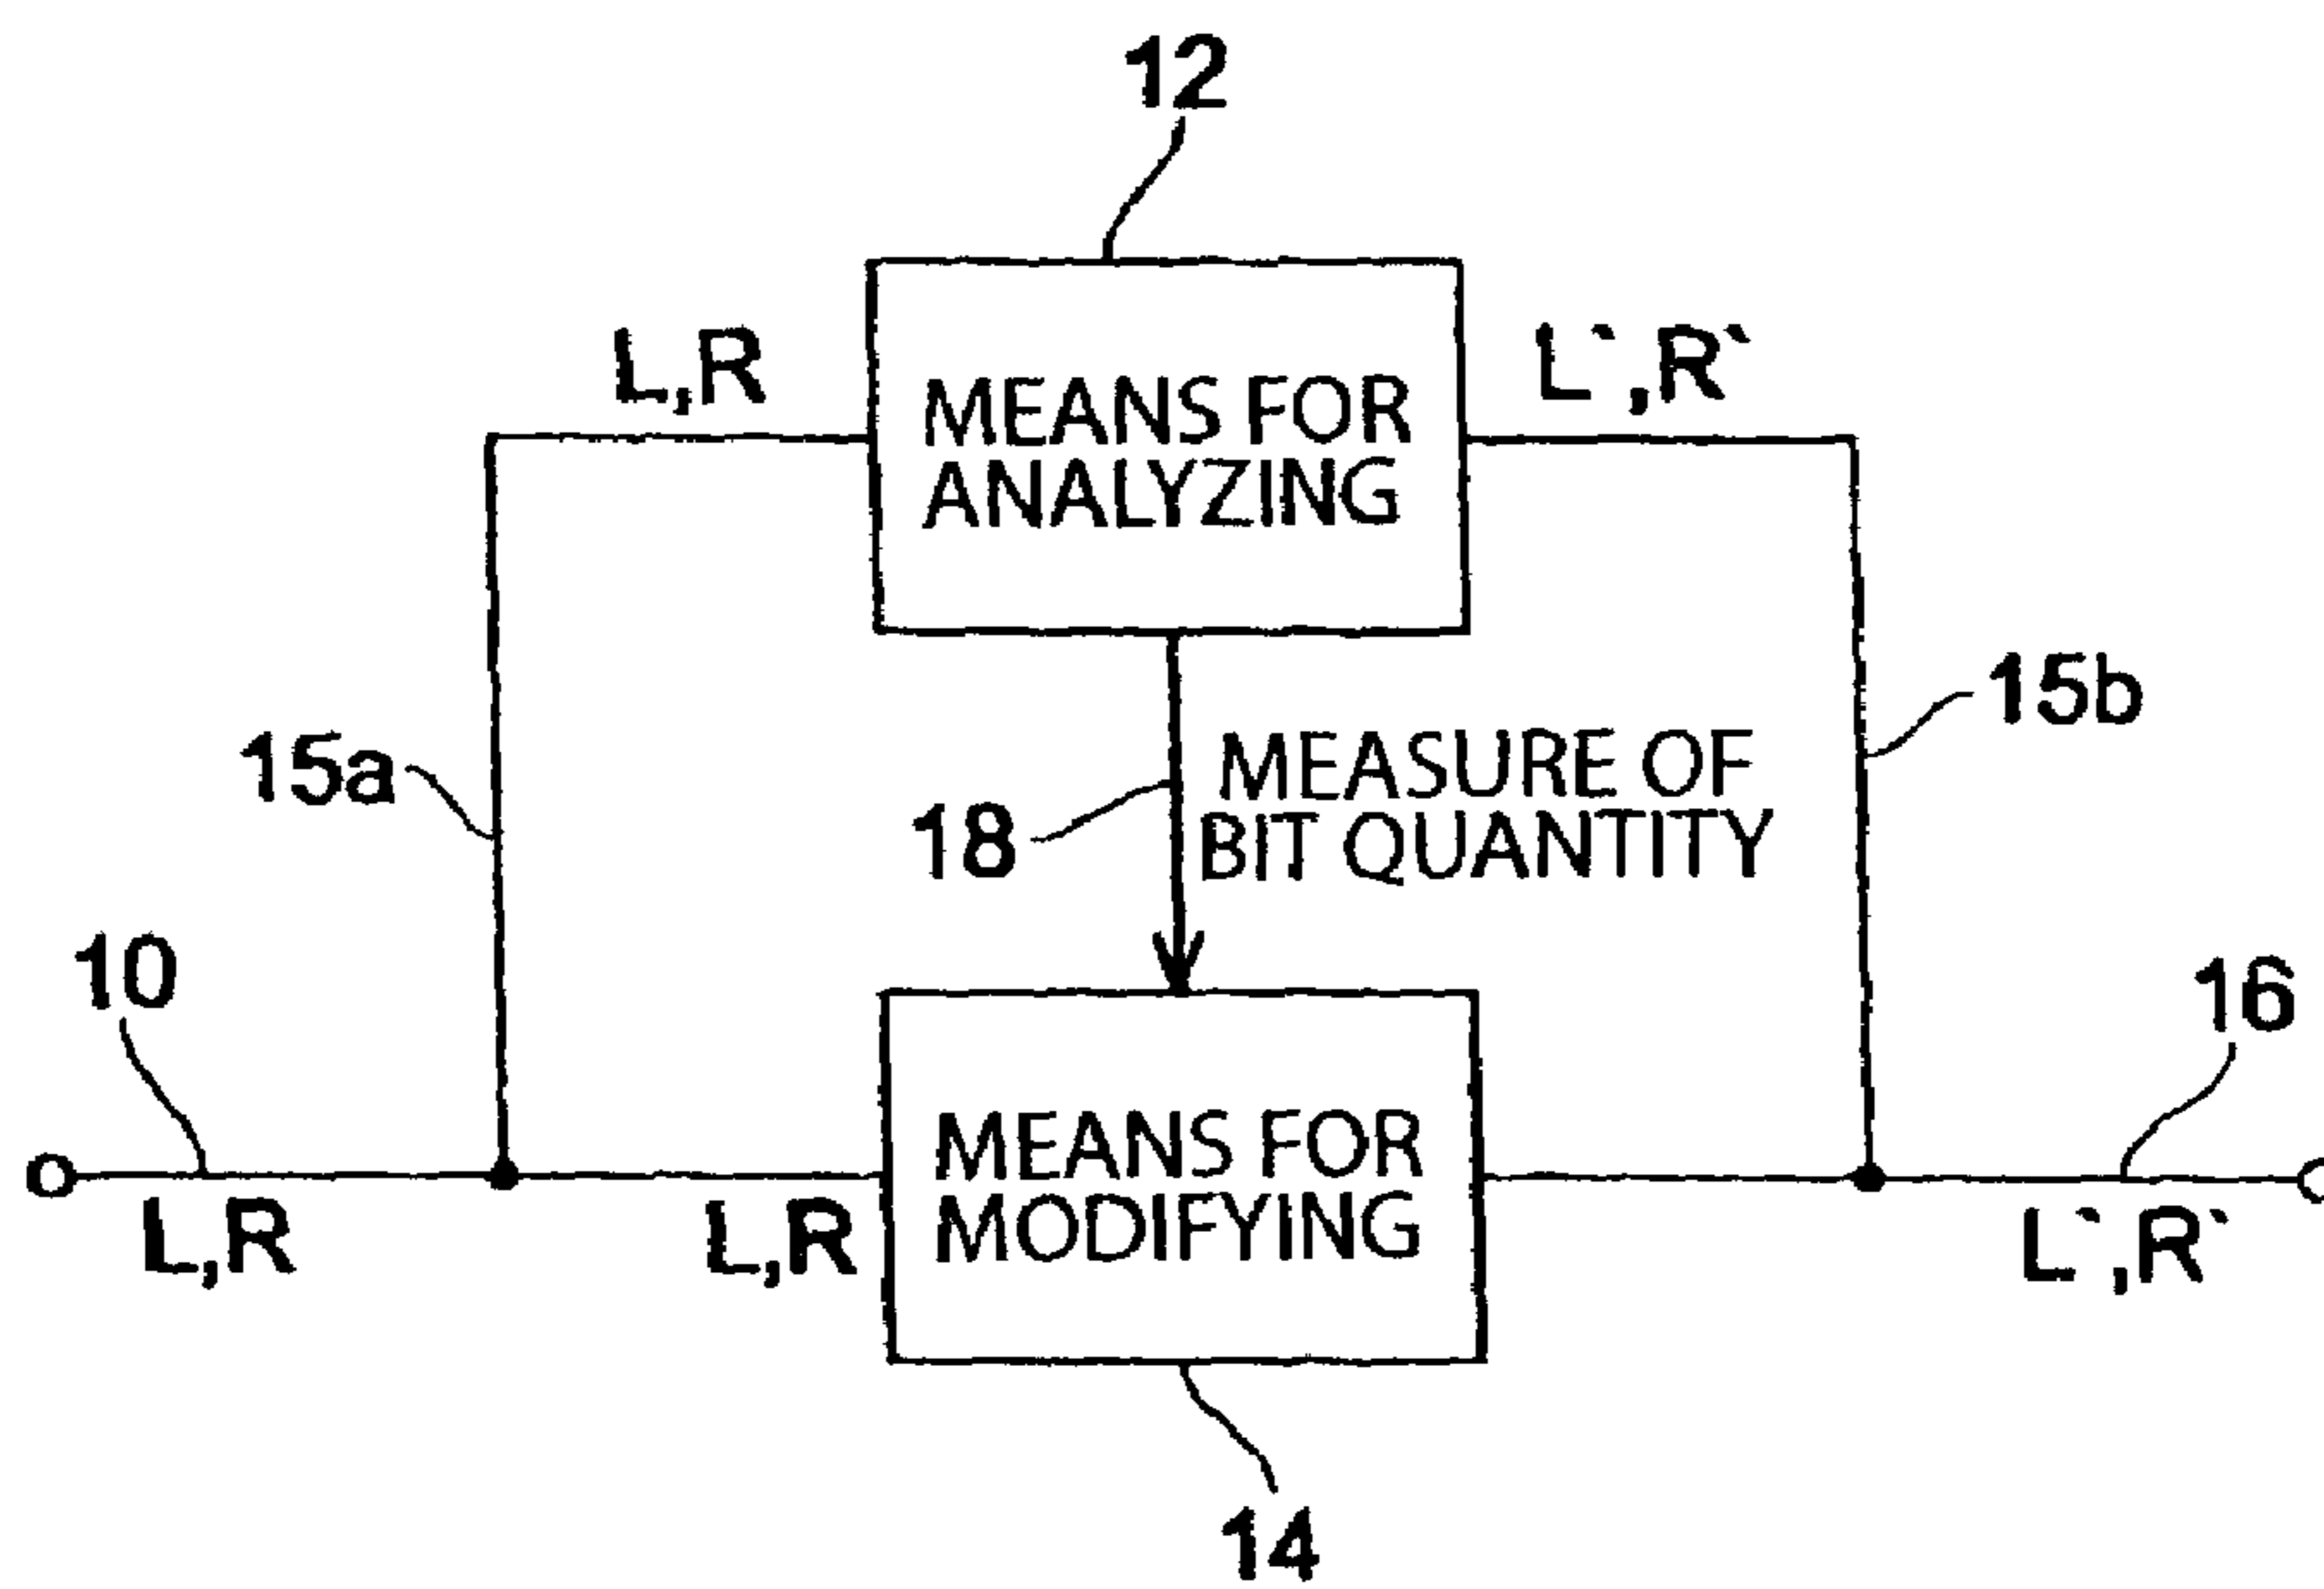 12
L,R
L`,R`
MEANS FOR
ANALYZING
15b
15a
MEASURE OF
BIT QUANTITY
18
10
16
MEANS FOR
MODIFYING
L,R
L,R
L`,R`
14